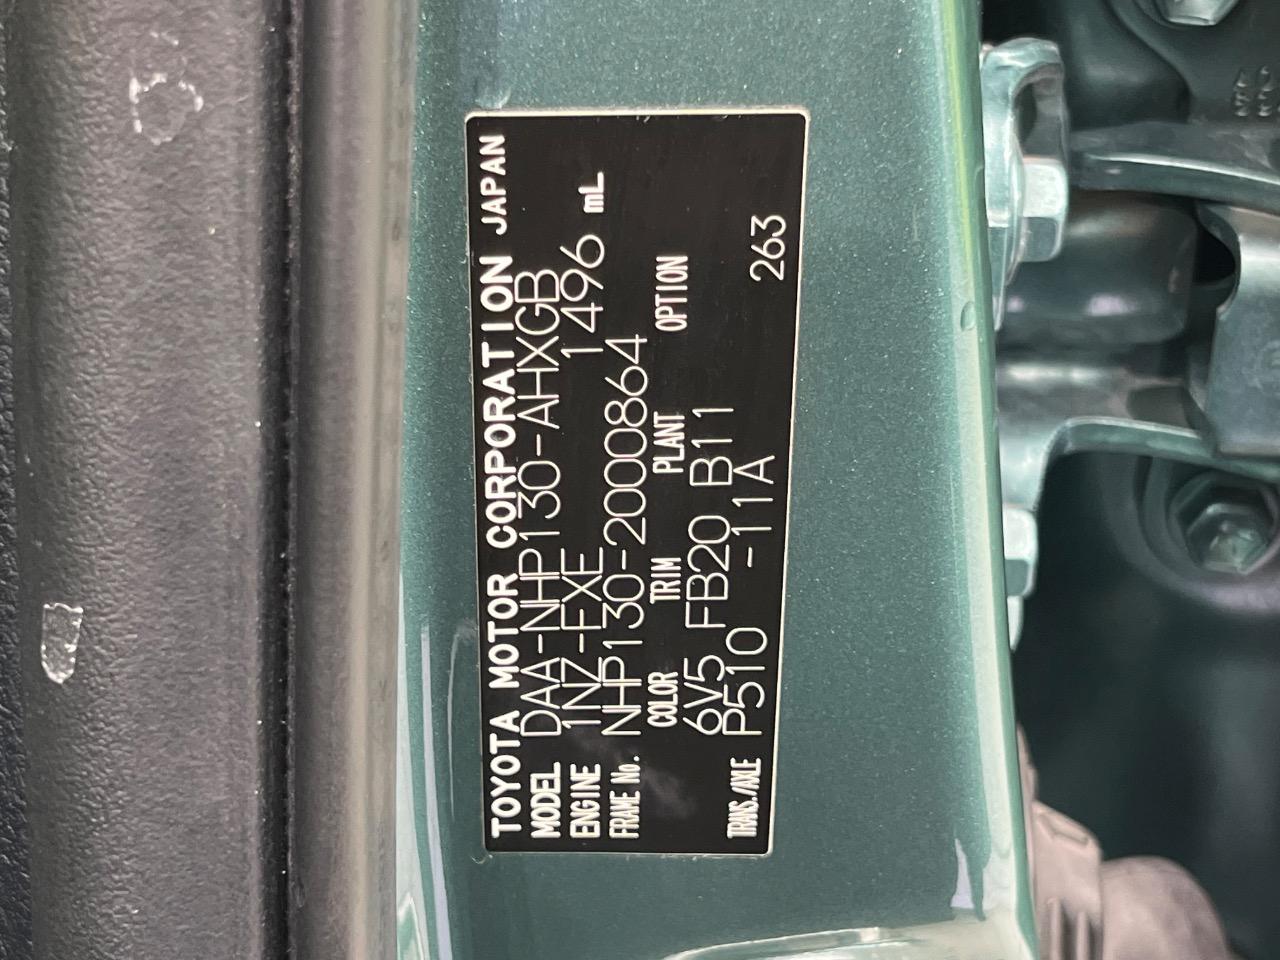 TOYOTA MOTOR CORPORATION JAPAN
MODEL DAA-NHP130-AHXGB
ENGINE 1NZ-FXE 1496 mL
FRAME No. NHP130-2000864
COLOR TRIM PLANT OPTION
6V5 FB20 B11
TRANS./AXLE P510 -11A 263